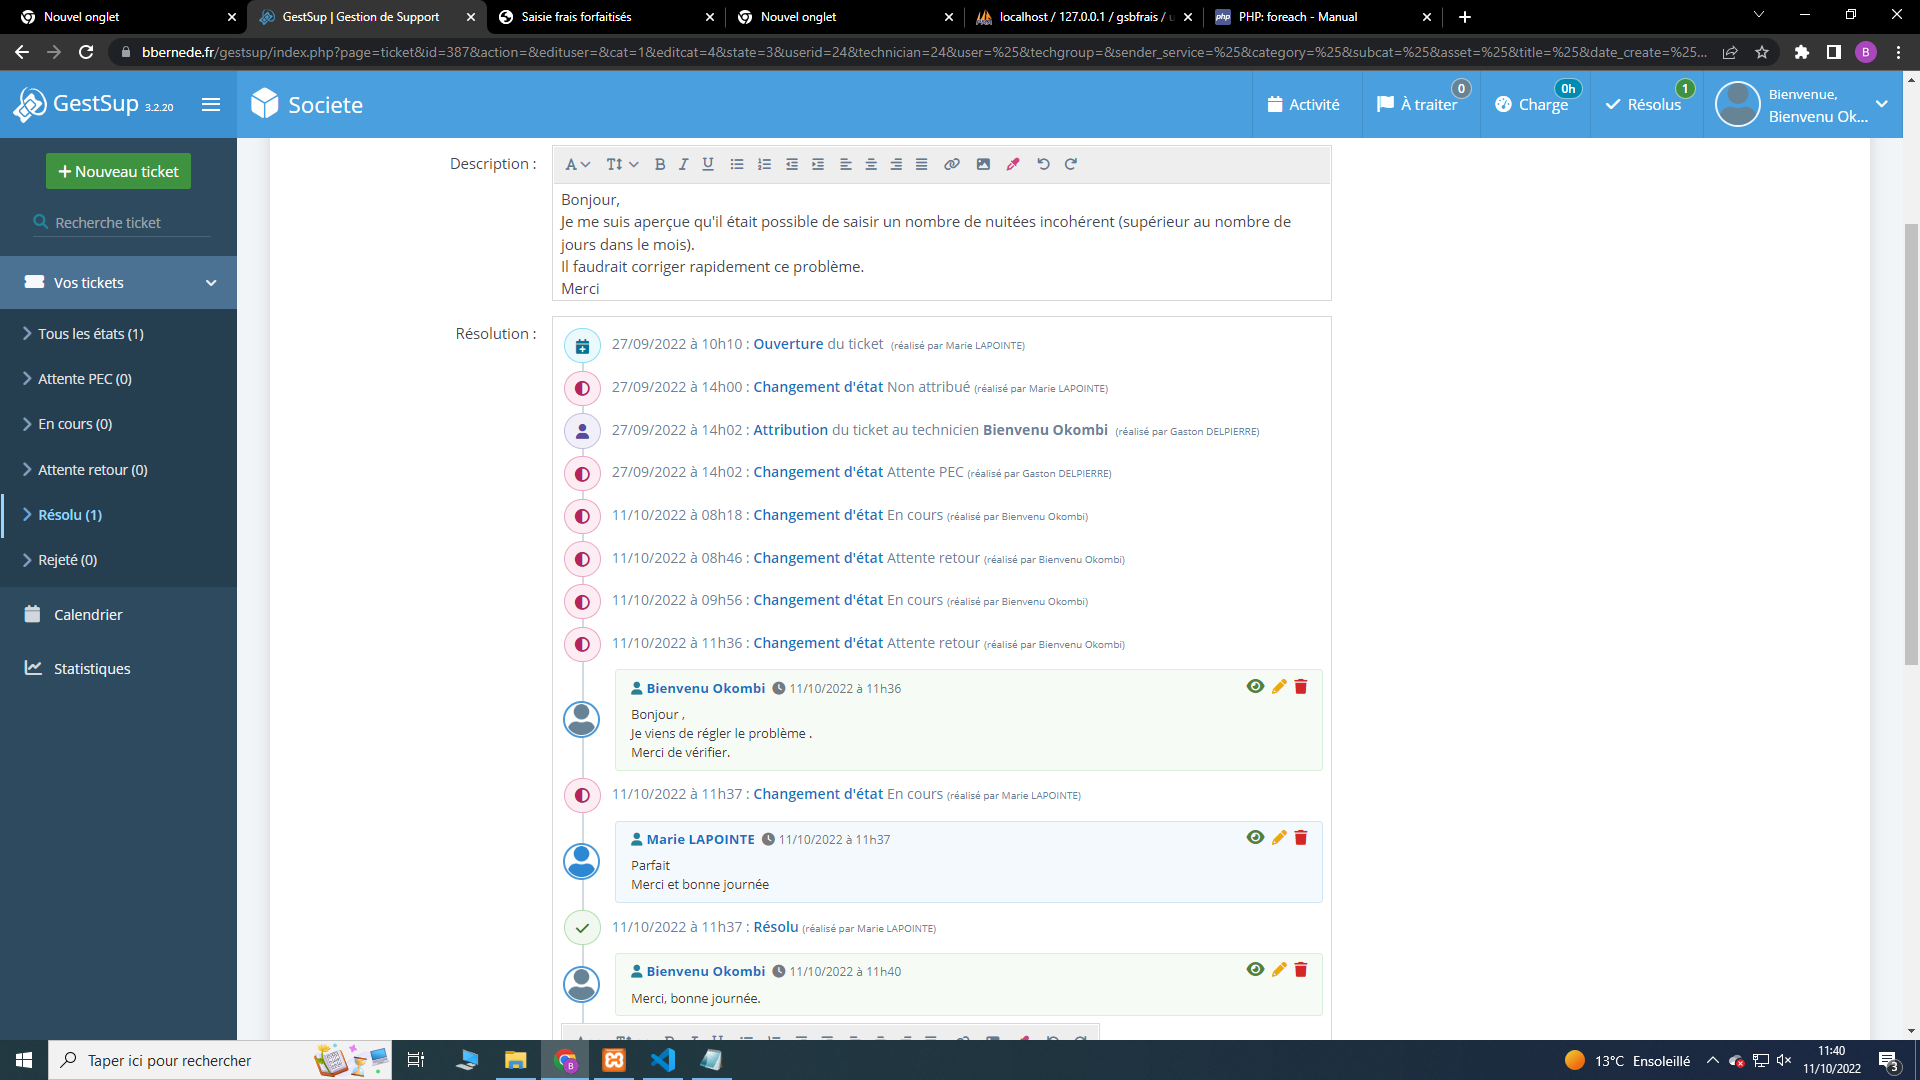 Nouvel onglet
GestSup | Gestion de Support
Saisie frais forfaitisés
Nouvel onglet
localhost / 127.0.0.1 / gsbfrais / u
PHP: foreach - Manual
bbernede.fr/gestsup/index.php?page=ticket&id=387&action=&edituser=&cat=1&editcat=4&state=3&userid=24&technician=24&user=%25&techgroup=&sender_service=%25&category=%25&subcat=%25&asset=%25&title=%25&date_create=%25...
B
GestSup 3.2.20
Societe
Activité
À traiter 0
Charge 0h
Résolus 1
Bienvenue,
Bienvenu Ok...
Nouveau ticket
Recherche ticket
Vos tickets
Tous les états (1)
Attente PEC (0)
En cours (0)
Attente retour (0)
Résolu (1)
Rejeté (0)
Calendrier
Statistiques
Description :
Bonjour,
Je me suis aperçue qu'il était possible de saisir un nombre de nuitées incohérent (supérieur au nombre de
jours dans le mois).
Il faudrait corriger rapidement ce problème.
Merci
Résolution :
27/09/2022 à 10h10 : Ouverture du ticket (réalisé par Marie LAPOINTE)
27/09/2022 à 14h00 : Changement d'état Non attribué (réalisé par Marie LAPOINTE)
27/09/2022 à 14h02 : Attribution du ticket au technicien Bienvenu Okombi (réalisé par Gaston DELPIERRE)
27/09/2022 à 14h02 : Changement d'état Attente PEC (réalisé par Gaston DELPIERRE)
11/10/2022 à 08h18 : Changement d'état En cours (réalisé par Bienvenu Okombi)
11/10/2022 à 08h46 : Changement d'état Attente retour (réalisé par Bienvenu Okombi)
11/10/2022 à 09h56 : Changement d'état En cours (réalisé par Bienvenu Okombi)
11/10/2022 à 11h36 : Changement d'état Attente retour (réalisé par Bienvenu Okombi)
Bienvenu Okombi 11/10/2022 à 11h36
Bonjour ,
Je viens de régler le problème .
Merci de vérifier.
11/10/2022 à 11h37 : Changement d'état En cours (réalisé par Marie LAPOINTE)
Marie LAPOINTE 11/10/2022 à 11h37
Parfait
Merci et bonne journée
11/10/2022 à 11h37 : Résolu (réalisé par Marie LAPOINTE)
Bienvenu Okombi 11/10/2022 à 11h40
Merci, bonne journée.
Taper ici pour rechercher
13°C Ensoleillé
11:40
11/10/2022
3